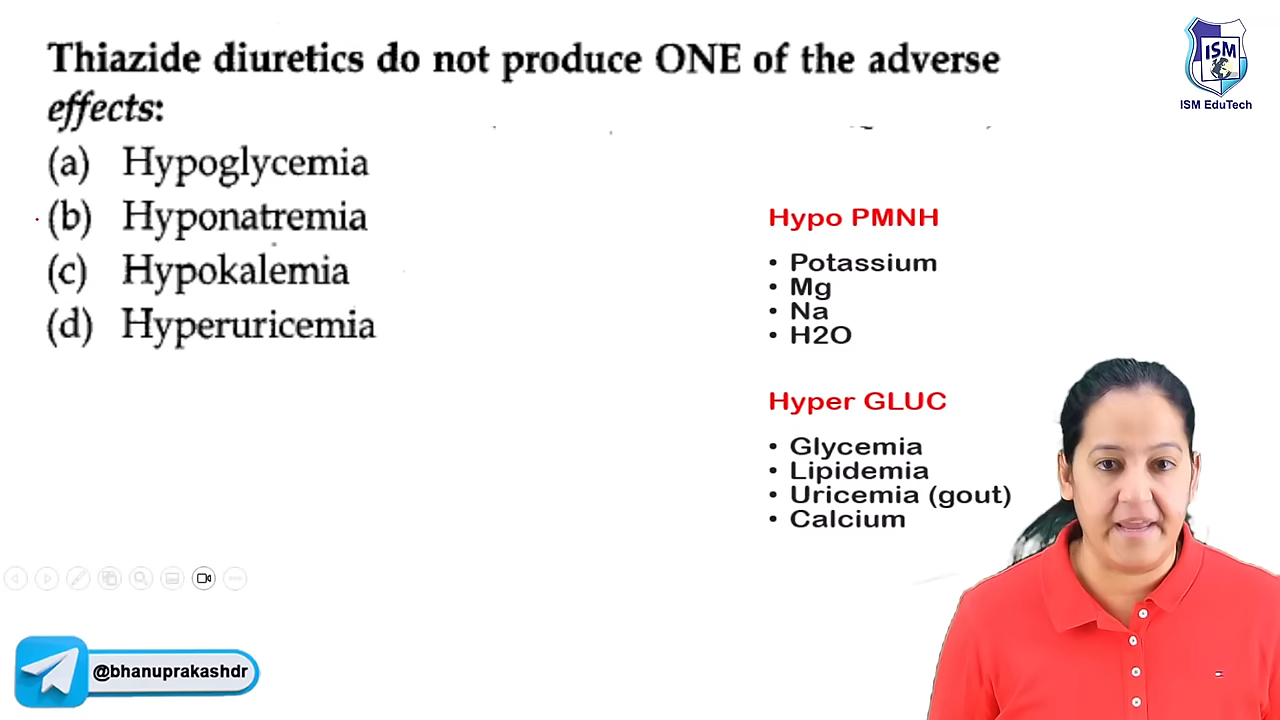 Thiazide diuretics do not produce ONE of the adverse
effects:
(a) Hypoglycemia
(b) Hyponatremia
(c) Hypokalemia
(d) Hyperuricemia
Hypo PMNH
• Potassium
• Mg
• Na
• H2O
Hyper GLUC
• Glycemia
• Lipidemia
• Uricemia (gout)
• Calcium
ISM
ISM EduTech
@bhanuprakashdr